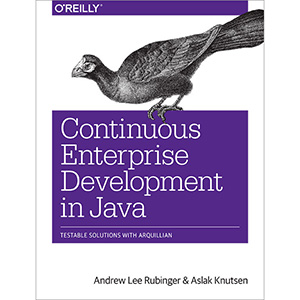 O'REILLY®
Continuous
Enterprise
Development
in Java
TESTABLE SOLUTIONS WITH ARQUILLIAN
Andrew Lee Rubinger & Aslak Knutsen